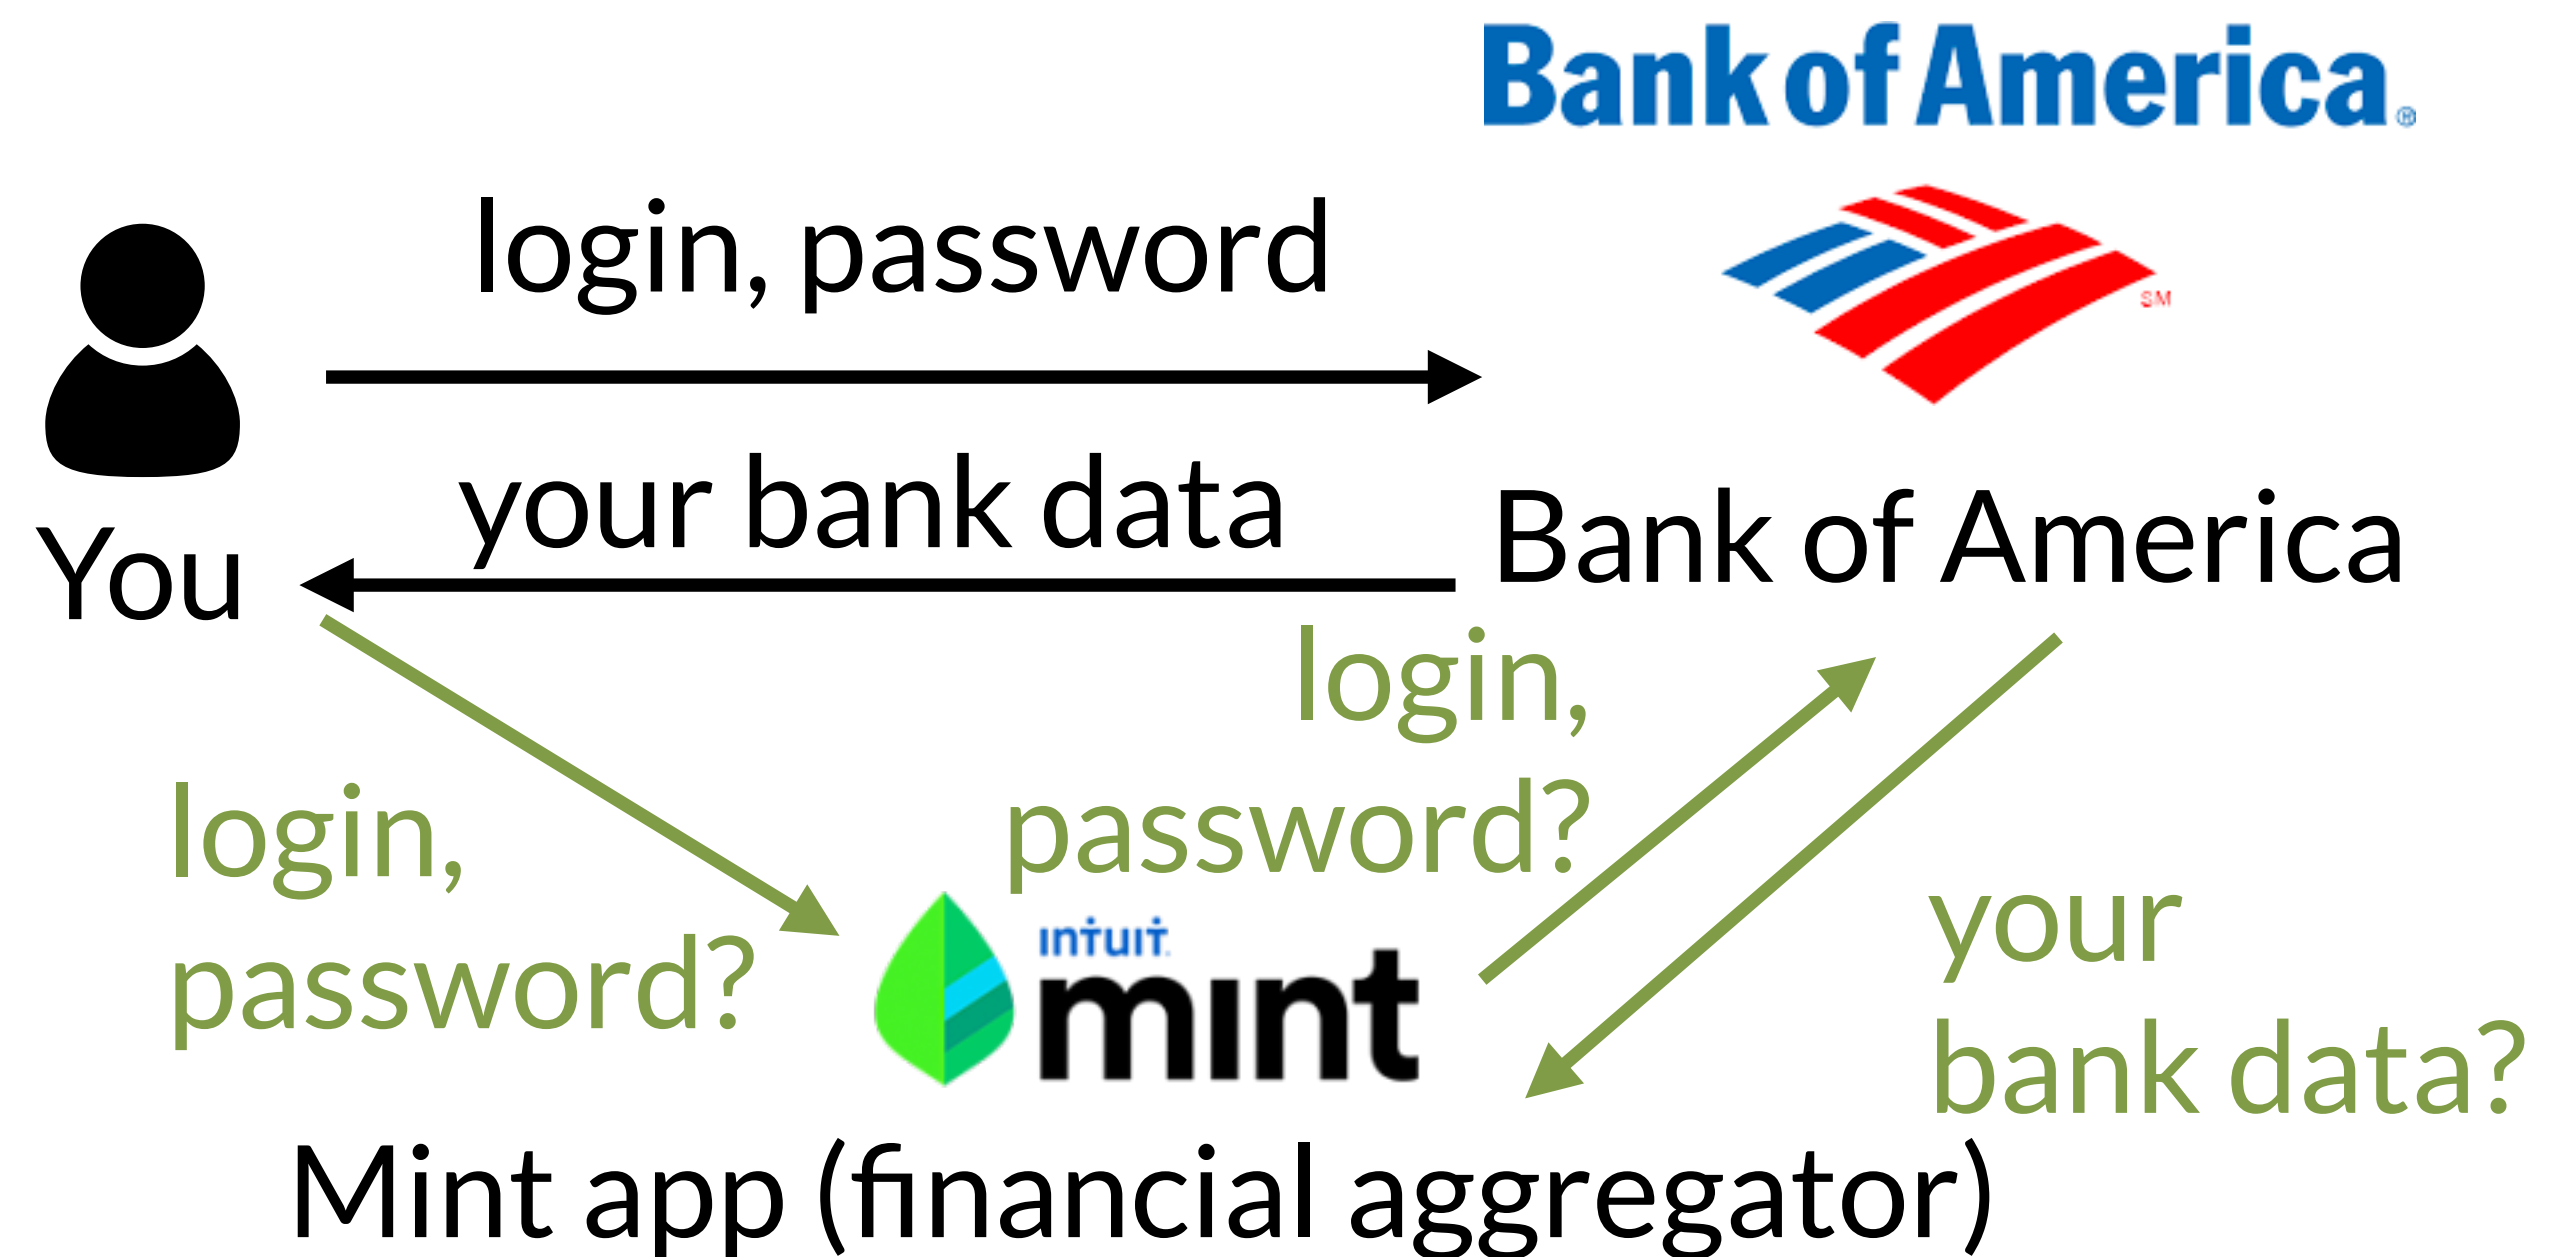 Bank of America®
login, password
SM
your bank data
You
Bank of America
login,
password?
login,
password?
your
bank data?
intuit
mint
Mint app (financial aggregator)